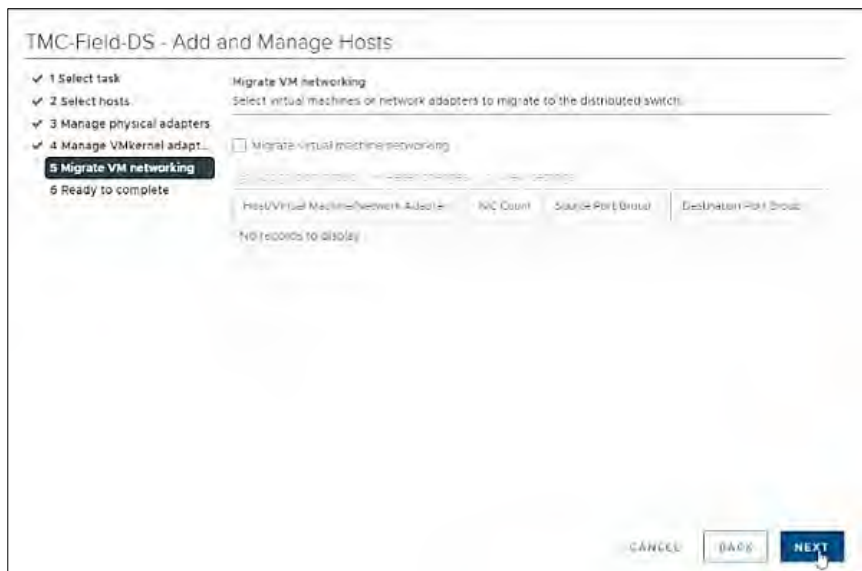 TMC-Field-DS - Add and Manage Hosts
✓ 1 Select task
✓ 2 Select hosts
✓ 3 Manage physical adapters
✓ 4 Manage VMkernel adapt...
5 Migrate VM networking
6 Ready to complete
Migrate VM networking
Select virtual machines or network adapters to migrate to the distributed switch.
Migrate virtual machine networking
Host/Virtual Machine/Network Adapter
NIC Count
Source Port Group
Destination Port Group
No records to display
CANCEL
BACK
NEXT